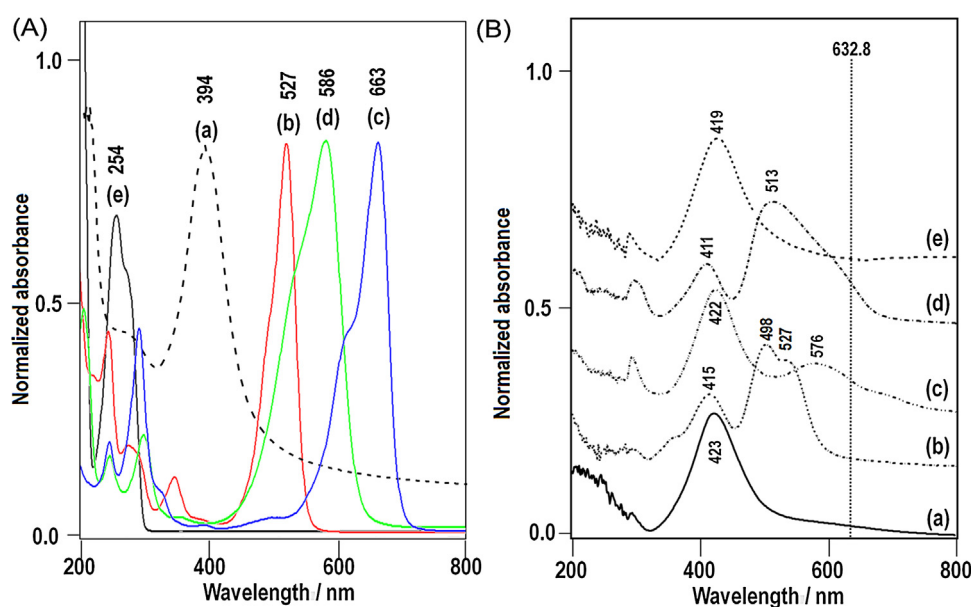 (A)
Normalized absorbance
1.0
0.5
0.0
254
(e)
394
(a)
527
(b)
586
(d)
663
(c)
200 400 600 800
Wavelength / nm
(B)
Normalized absorbance
1.0
0.5
0.0
632.8
419
(e)
513
411
(d)
422
576
(c)
498
527
415
(b)
423
(a)
200 400 600 800
Wavelength / nm